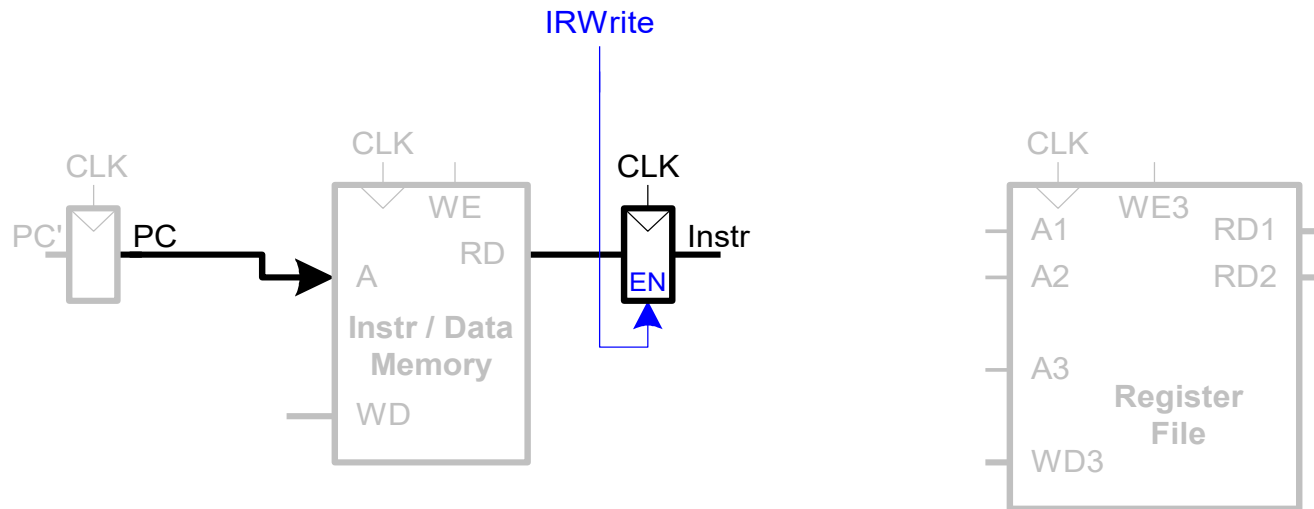 IRWrite
CLK
PC'
PC
CLK
WE
A
RD
Instr / Data
Memory
WD
CLK
EN
Instr
CLK
WE3
A1
A2
A3
WD3
RD1
RD2
Register
File